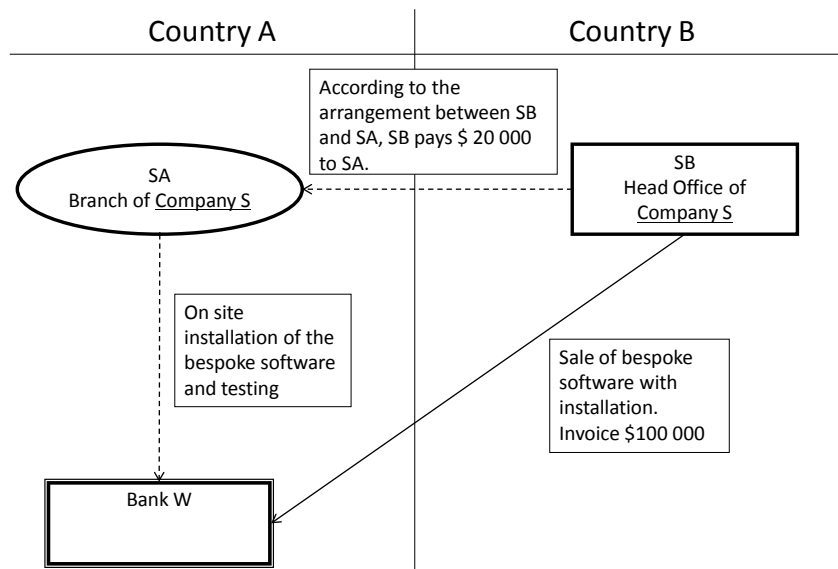 Country A
Country B
According to the
arrangement between SB
and SA, SB pays $ 20 000
to SA.
SA
Branch of Company S
SB
Head Office of
Company S
On site
installation of the
bespoke software
and testing
Sale of bespoke
software with
installation.
Invoice $100 000
Bank W